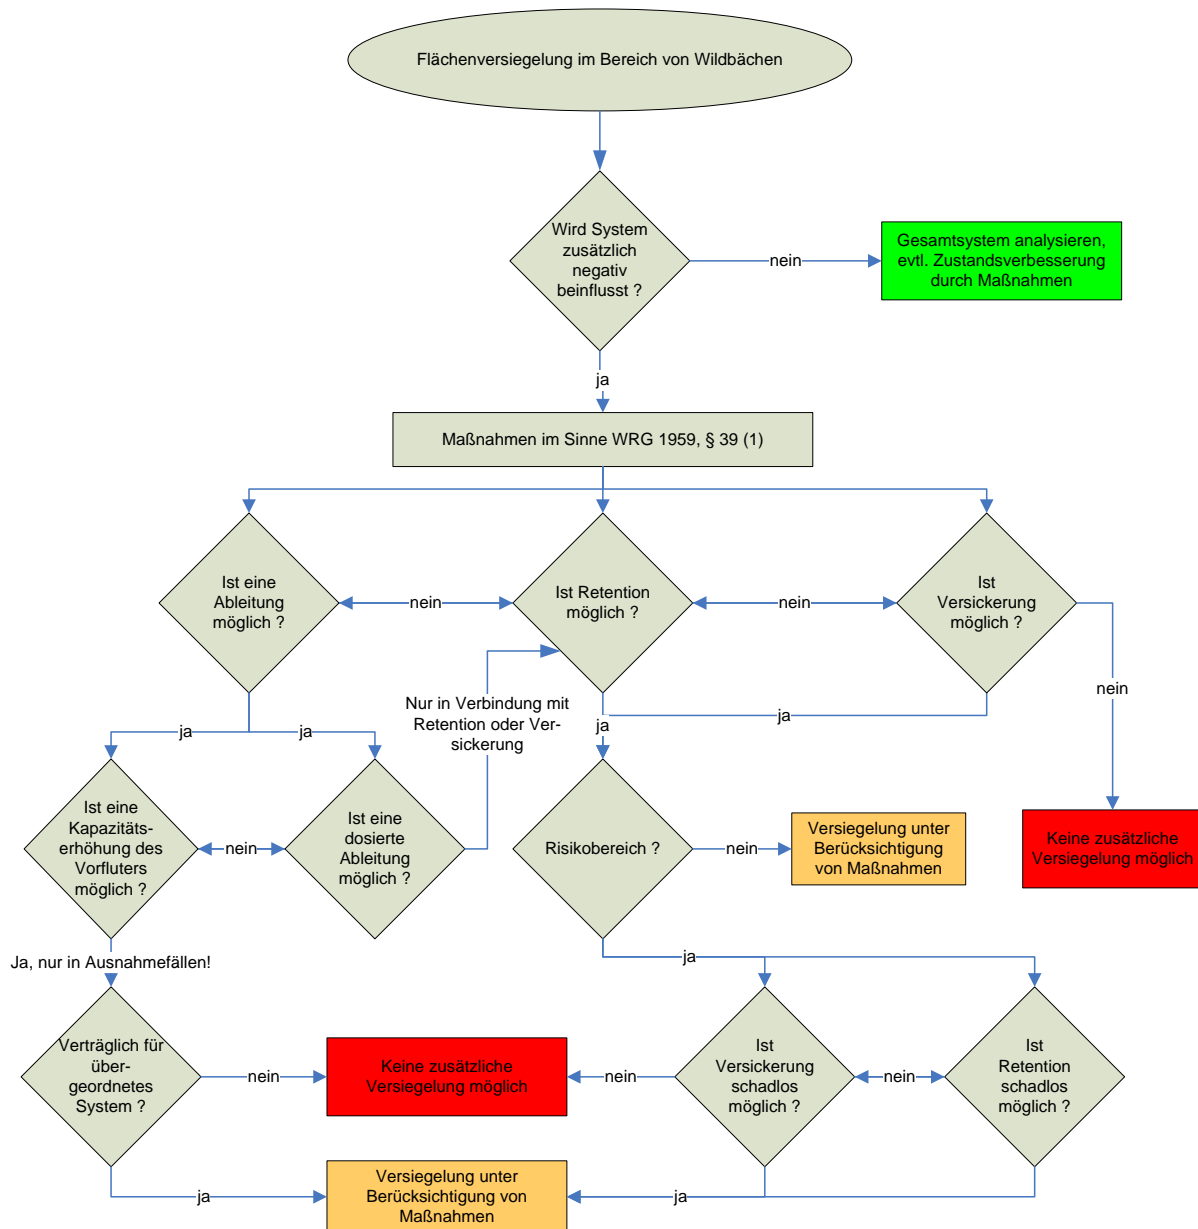 Flächenversiegelung im Bereich von Wildbächen
Wird System
zusätzlich
negativ
beinflusst ?
nein
Gesamtsystem analysieren,
evtl. Zustandsverbesserung
durch Maßnahmen
ja
Maßnahmen im Sinne WRG 1959, § 39 (1)
Ist eine
Ableitung
möglich ?
nein
Ist Retention
möglich ?
nein
Ist
Versickerung
möglich ?
nein
Nur in Verbindung mit
Retention oder Ver-
sickerung
ja
ja
ja
ja
Ist eine
Kapazitäts-
erhöhung des
Vorfluters
möglich ?
nein
Ist eine
dosierte
Ableitung
möglich ?
Risikobereich ?
nein
Versiegelung unter
Berücksichtigung
von Maßnahmen
Keine zusätzliche
Versiegelung möglich
Ja, nur in Ausnahmefällen!
ja
Verträglich für
über-
geordnetes
System ?
nein
Keine zusätzliche
Versiegelung möglich
nein
Ist
Versickerung
schadlos
möglich ?
nein
Ist
Retention
schadlos
möglich ?
ja
Versiegelung unter
Berücksichtigung von
Maßnahmen
ja